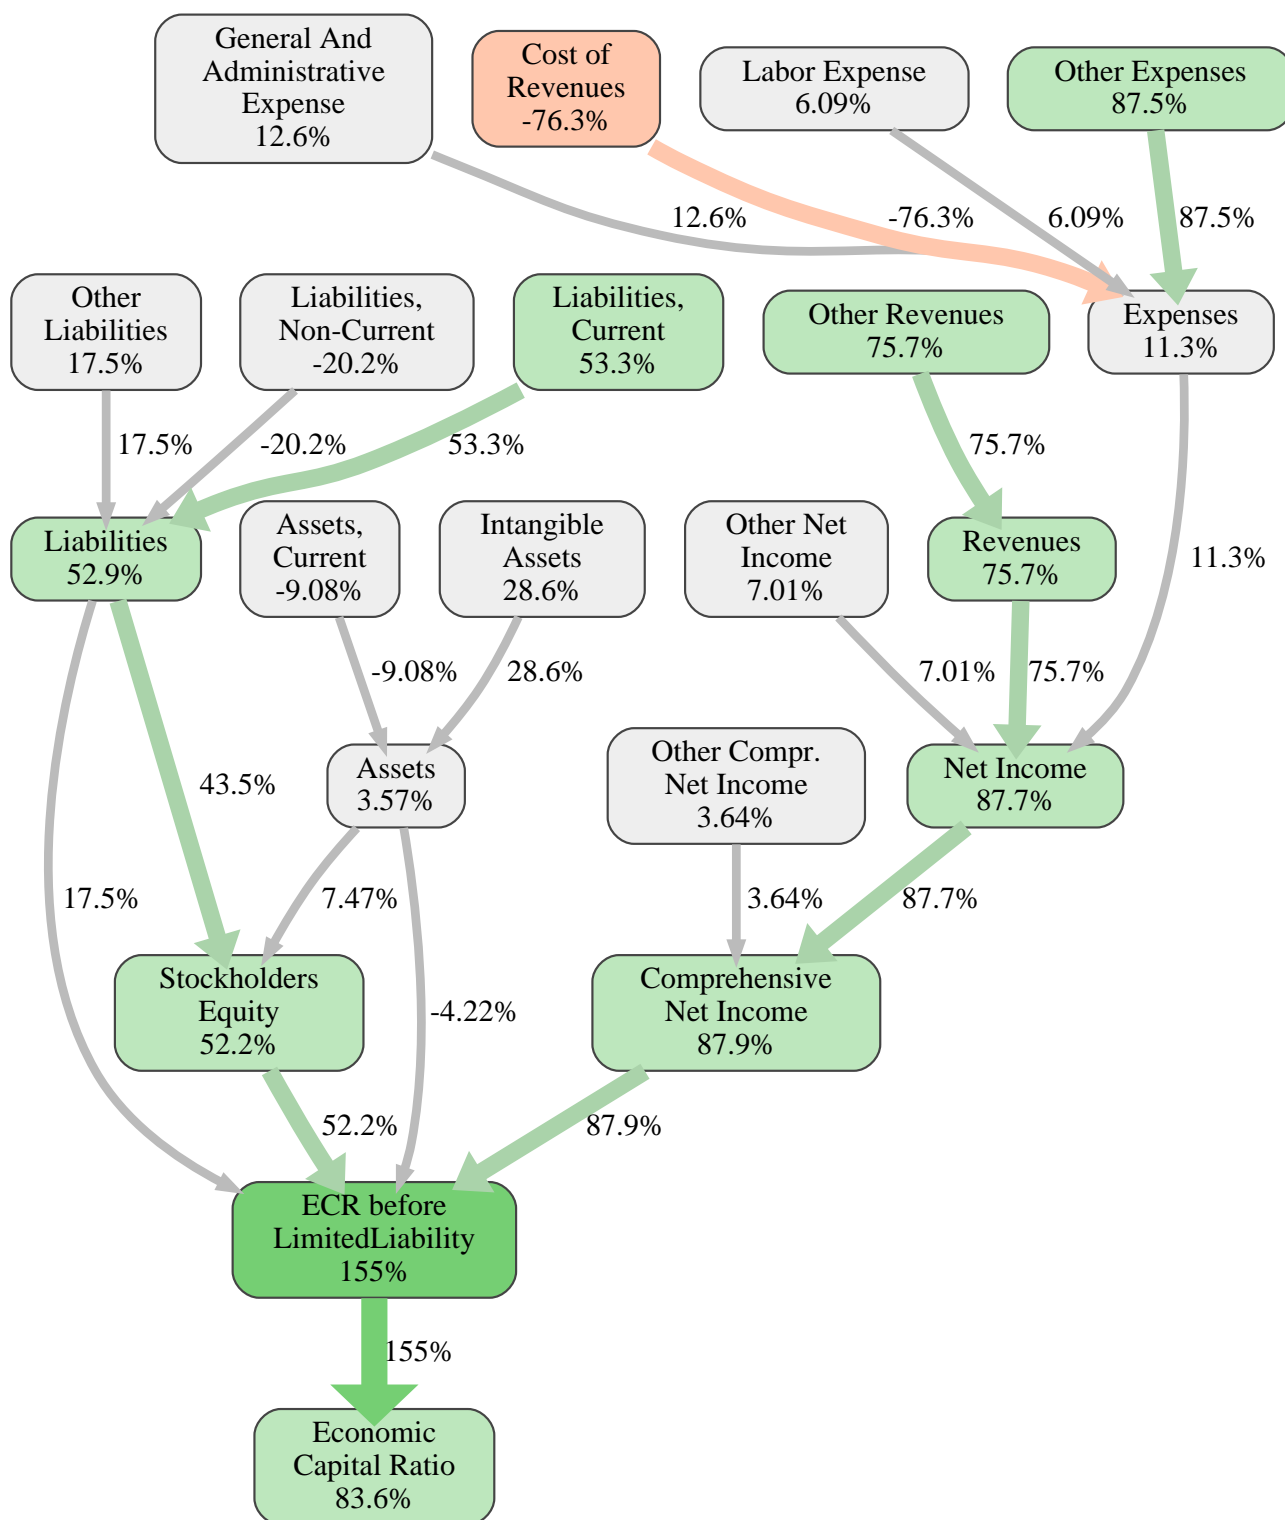 General And
Administrative
Expense
12.6%
Cost of
Revenues
-76.3%
Labor Expense
6.09%
Other Expenses
87.5%
12.6%
-76.3%
6.09%
87.5%
Other
Liabilities
17.5%
Liabilities,
Non-Current
-20.2%
Liabilities,
Current
53.3%
Other Revenues
75.7%
Expenses
11.3%
17.5%
-20.2%
53.3%
75.7%
11.3%
Liabilities
52.9%
Assets,
Current
-9.08%
Intangible
Assets
28.6%
Other Net
Income
7.01%
Revenues
75.7%
-9.08%
28.6%
7.01%
75.7%
43.5%
Assets
3.57%
Other Compr.
Net Income
3.64%
Net Income
87.7%
17.5%
7.47%
3.64%
87.7%
Stockholders
Equity
52.2%
-4.22%
Comprehensive
Net Income
87.9%
52.2%
87.9%
ECR before
LimitedLiability
155%
155%
Economic
Capital Ratio
83.6%